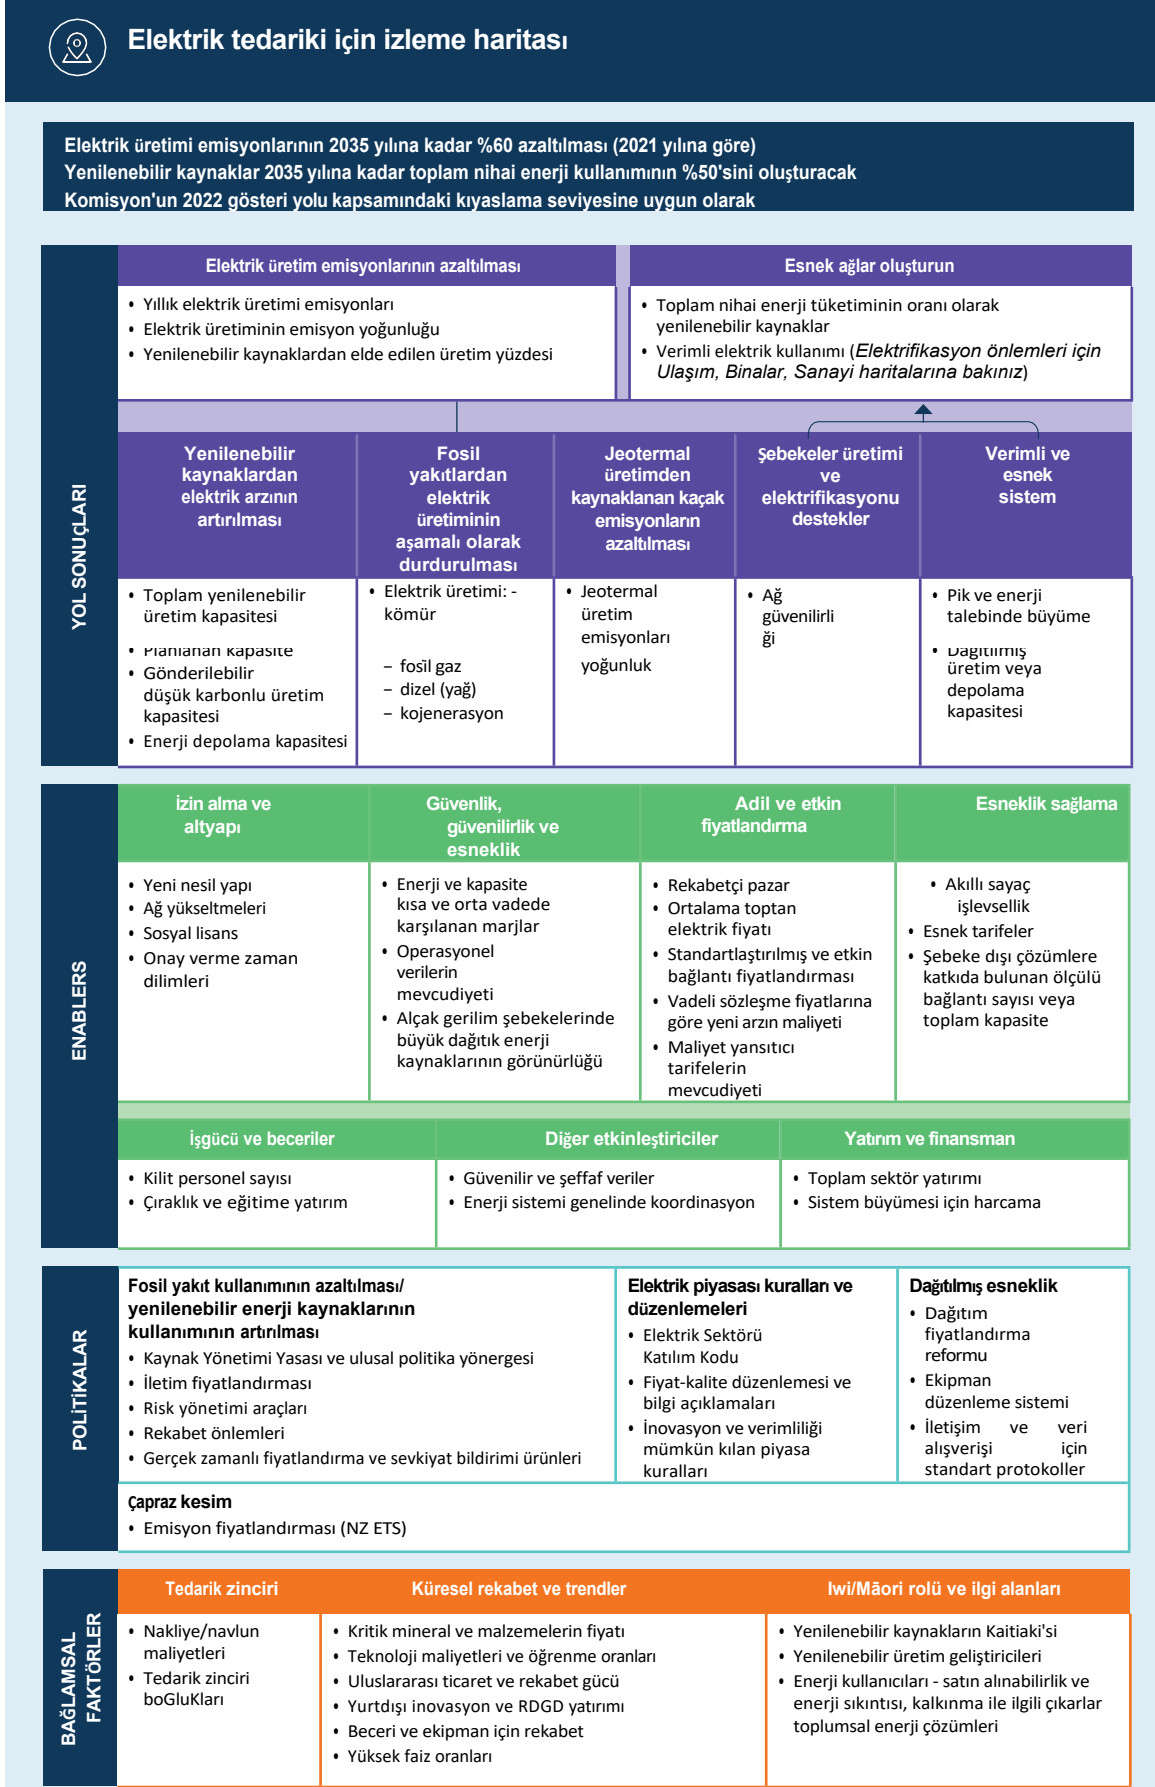 Elektrik tedariki için izleme haritası
Elektrik üretimi emisyonlarının 2035 yılına kadar %60 azaltılması (2021 yılına göre)
Yenilenebilir kaynaklar 2035 yılına kadar toplam nihai enerji kullanımının %50'sini oluşturacak
Komisyon'un 2022 gösteri yolu kapsamındaki kıyaslama seviyesine uygun olarak
YOL SONUÇLARI
Elektrik üretim emisyonlarının azaltılması
• Yıllık elektrik üretimi emisyonları
• Elektrik üretiminin emisyon yoğunluğu
• Yenilenebilir kaynaklardan elde edilen üretim yüzdesi
Esnek ağlar oluşturun
• Toplam nihai enerji tüketiminin oranı olarak
yenilenebilir kaynaklar
• Verimli elektrik kullanımı (Elektrifikasyon önlemleri için
Ulaşım, Binalar, Sanayi haritalarına bakınız)
Yenilenebilir
kaynaklardan
elektrik arzının
artırılması
• Toplam yenilenebilir
üretim kapasitesi
• Planlanan kapasite
• Gönderilebilir
düşük karbonlu üretim
kapasitesi
• Enerji depolama kapasitesi
Fosil
yakıtlardan
elektrik
üretiminin
aşamalı olarak
durdurulması
• Elektrik üretimi: -
kömür
– fosil gaz
– dizel (yağ)
– kojenerasyon
Jeotermal
üretimden
kaynaklanan kaçak
emisyonların
azaltılması
• Jeotermal
üretim
emisyonları
yoğunluk
Şebekeler üretimi
ve
elektrifikasyonu
destekler
• Ağ
güvenilirli
ği
Verimli ve
esnek
sistem
• Pik ve enerji
talebinde büyüme
• Dağıtılmış
üretim veya
depolama
kapasitesi
ENABLERS
İzin alma ve
altyapı
• Yeni nesil yapı
• Ağ yükseltmeleri
• Sosyal lisans
• Onay verme zaman
dilimleri
Güvenlik,
güvenilirlik ve
esneklik
• Enerji ve kapasite
kısa ve orta vadede
karşılanan marjlar
• Operasyonel
verilerin
mevcudiyeti
• Alçak gerilim şebekelerinde
büyük dağıtık enerji
kaynaklarının görünürlüğü
Adil ve etkin
fiyatlandırma
• Rekabetçi pazar
• Ortalama toptan
elektrik fiyatı
• Standartlaştırılmış ve etkin
bağlantı fiyatlandırması
• Vadeli sözleşme fiyatlarına
göre yeni arzın maliyeti
• Maliyet yansıtıcı
tarifelerin
mevcudiyeti
Esneklik sağlama
• Akıllı sayaç
işlevsellik
• Esnek tarifeler
• Şebeke dışı çözümlere
katkıda bulunan ölçülü
bağlantı sayısı veya
toplam kapasite
İşgücü ve beceriler
• Kilit personel sayısı
• Çıraklık ve eğitime yatırım
Diğer etkinleştiriciler
• Güvenilir ve şeffaf veriler
• Enerji sistemi genelinde koordinasyon
Yatırım ve finansman
• Toplam sektör yatırımı
• Sistem büyümesi için harcama
POLİTİKALAR
Fosil yakıt kullanımının azaltılması/
yenilenebilir enerji kaynaklarının
kullanımının artırılması
• Kaynak Yönetimi Yasası ve ulusal politika yönergesi
• İletim fiyatlandırması
• Risk yönetimi araçları
• Rekabet önlemleri
• Gerçek zamanlı fiyatlandırma ve sevkiyat bildirimi ürünleri
Elektrik piyasası kuralları ve
düzenlemeleri
• Elektrik Sektörü
Katılım Kodu
• Fiyat-kalite düzenlemesi ve
bilgi açıklamaları
• İnovasyon ve verimliliği
mümkün kılan piyasa
kuralları
Dağıtılmış esneklik
• Dağıtım
fiyatlandırma
reformu
• Ekipman
düzenleme sistemi
• İletişim ve veri
alışverişi için
standart protokoller
Çapraz kesim
• Emisyon fiyatlandırması (NZ ETS)
BAĞLAMSAL
FAKTÖRLER
Tedarik zinciri
• Nakliye/navlun
maliyetleri
• Tedarik zinciri
boGluKları
Küresel rekabet ve trendler
• Kritik mineral ve malzemelerin fiyatı
• Teknoloji maliyetleri ve öğrenme oranları
• Uluslararası ticaret ve rekabet gücü
• Yurtdışı inovasyon ve RDGD yatırımı
• Beceri ve ekipman için rekabet
• Yüksek faiz oranları
Iwi/Māori rolü ve ilgi alanları
• Yenilenebilir kaynakların Kaitiaki'si
• Yenilenebilir üretim geliştiricileri
• Enerji kullanıcıları - satın alınabilirlik ve
enerji sıkıntısı, kalkınma ile ilgili çıkarlar
toplumsal enerji çözümleri